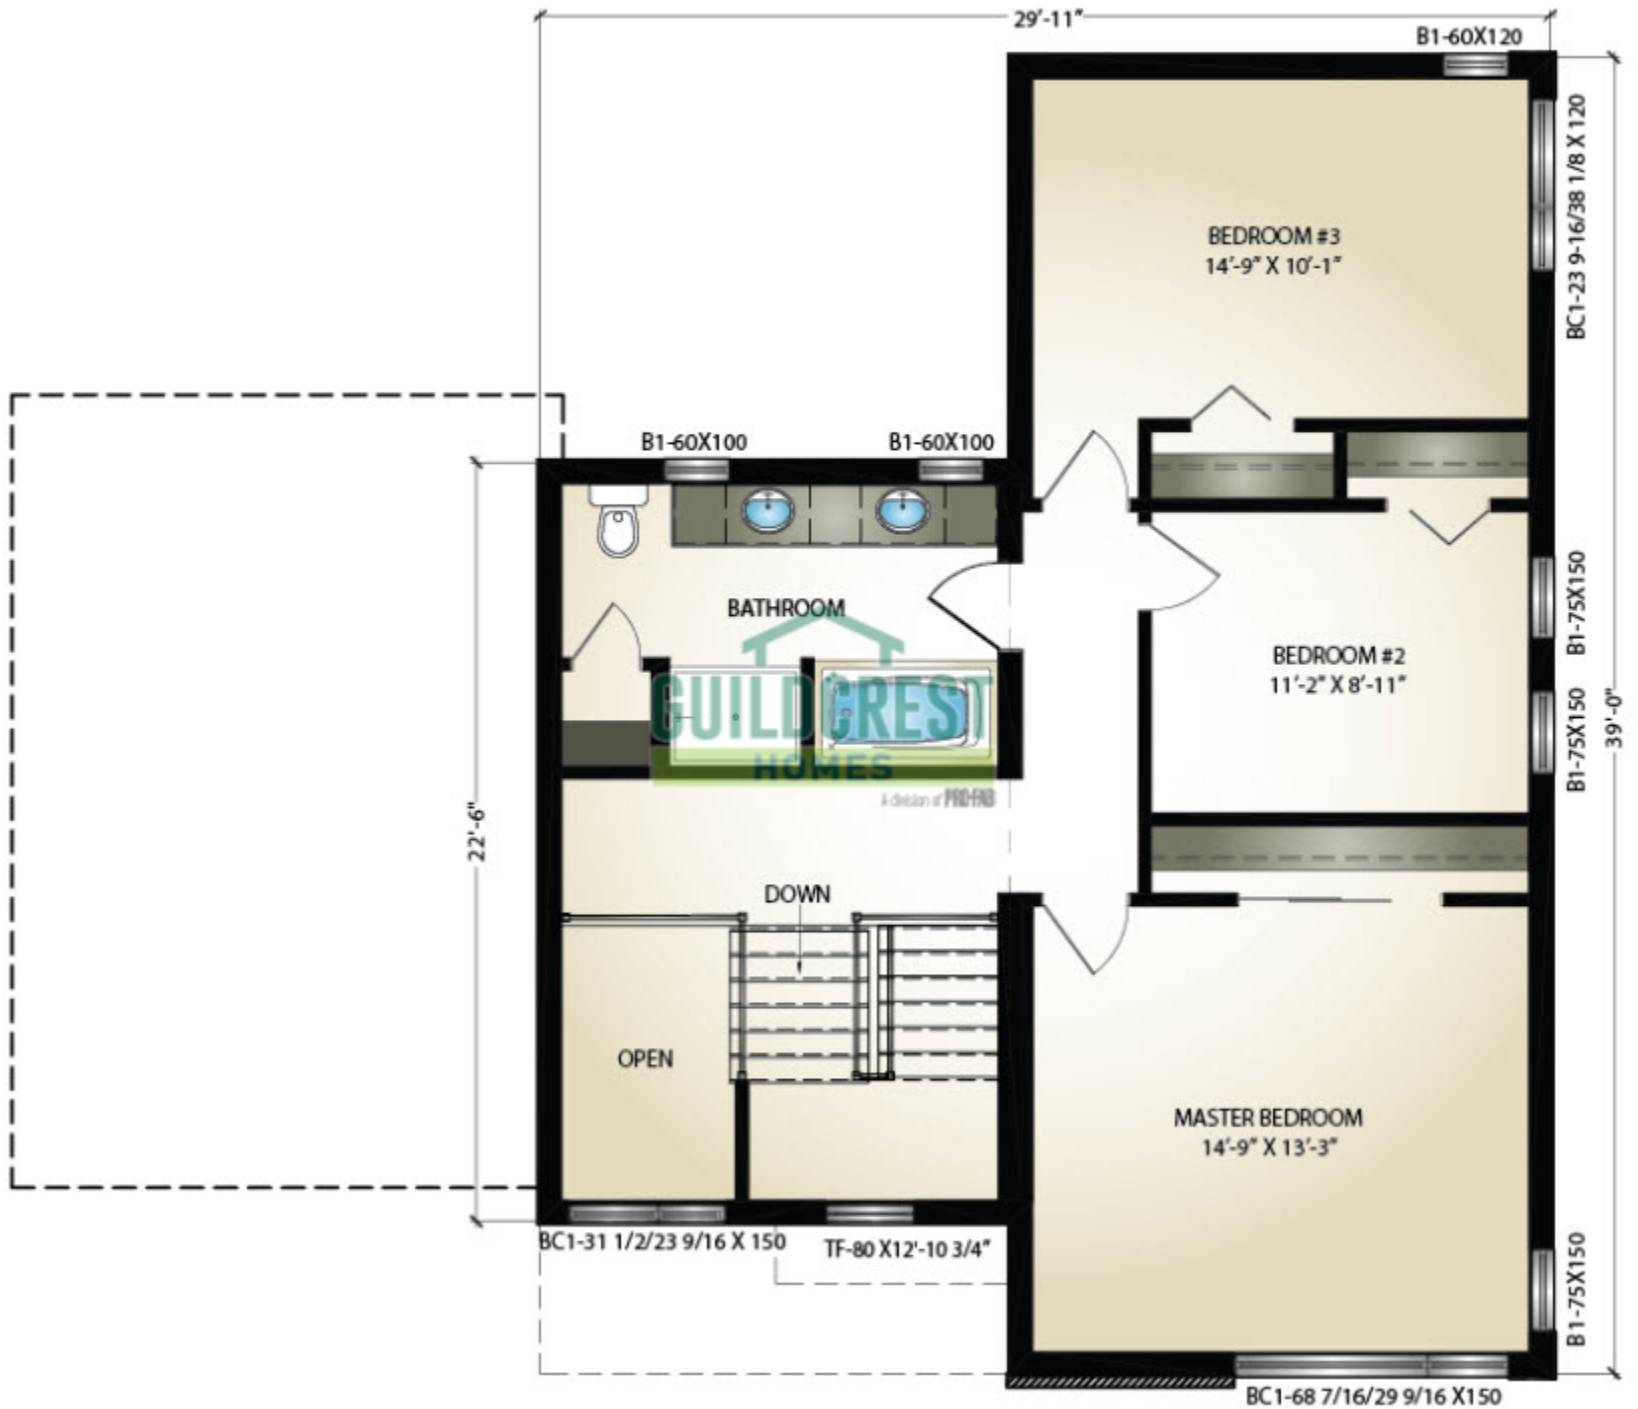 29'-11"
B1-60X120
BC1-23 9-16/38 1/8 X 120
BEDROOM #3
14'-9" X 10'-1"
B1-60X100
B1-60X100
BATHROOM
B1-75X150
BEDROOM #2
11'-2" X 8'-11"
B1-75X150
39'-0"
GUILDCREST
HOMES
A division of PRO-FAB
22'-6"
DOWN
OPEN
MASTER BEDROOM
14'-9" X 13'-3"
B1-75X150
BC1-31 1/2/23 9/16 X 150
TF-80 X12'-10 3/4"
BC1-68 7/16/29 9/16 X150